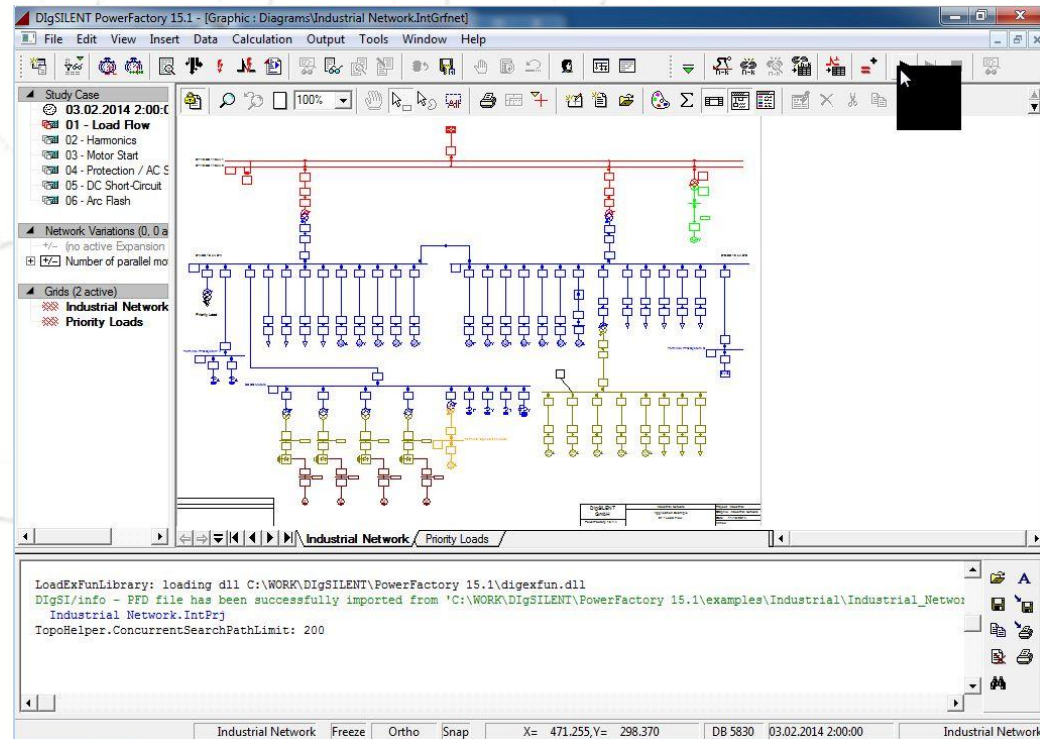 DIgSILENT PowerFactory 15.1 - [Graphic : Diagrams\Industrial Network.IntGrfnet]
File Edit View Insert Data Calculation Output Tools Window Help
100%
Study Case
03.02.2014 2:00:0
01 - Load Flow
02 - Harmonics
03 - Motor Start
04 - Protection / AC S
05 - DC Short-Circuit
06 - Arc Flash
Network Variations (0, 0 a
(no active Expansion
Number of parallel mo
Grids (2 active)
Industrial Network
Priority Loads
Priority Load
DIgSILENT
GmbH
Industrial Network Priority Loads
LoadExFunLibrary: loading dll C:\WORK\DIgSILENT\PowerFactory 15.1\digexfun.dll
DIgSI/info - PFD file has been successfully imported from 'C:\WORK\DIgSILENT\PowerFactory 15.1\examples\Industrial\Industrial_Networ
Industrial Network.IntPrj
TopoHelper.ConcurrentSearchPathLimit: 200
Industrial Network Freeze Ortho Snap X= 471.255,Y= 298.370 DB 5830 03.02.2014 2:00:00 Industrial Network